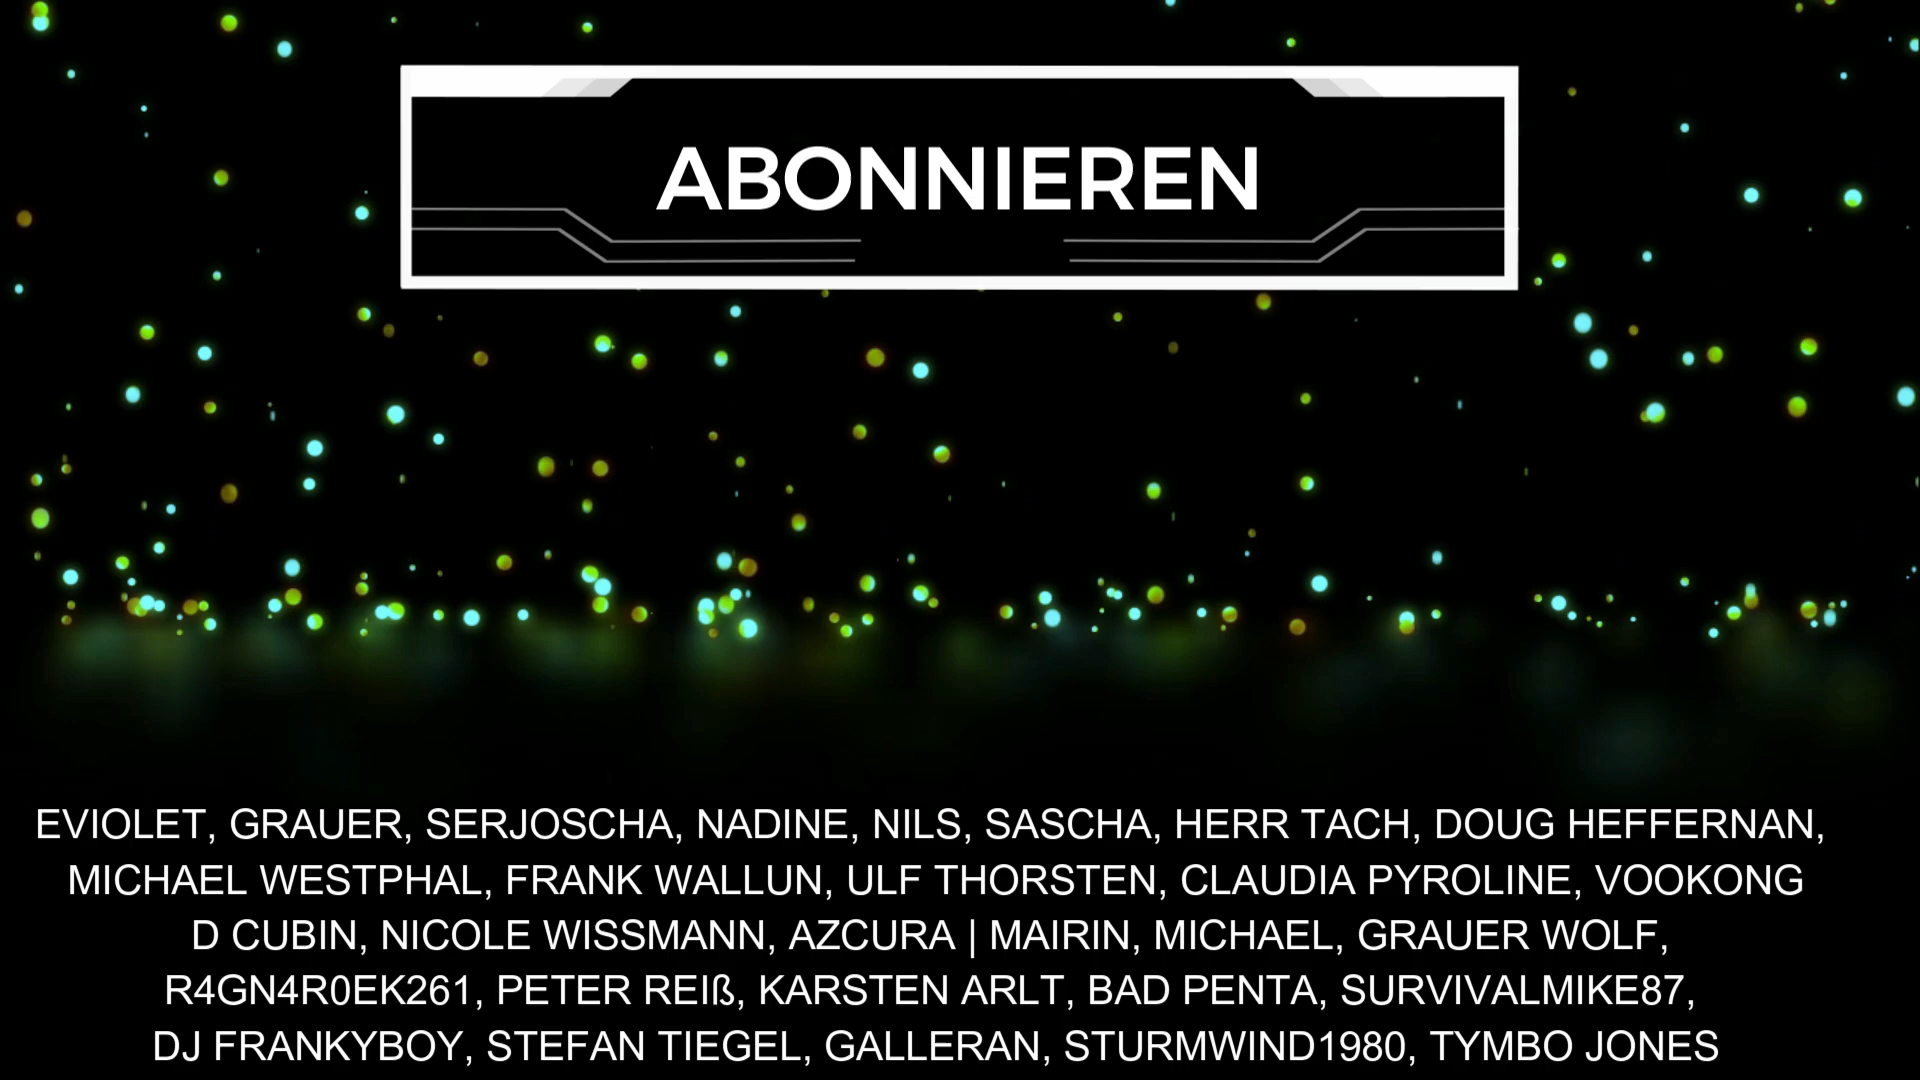 ABONNIEREN
EVIOLET, GRAUER, SERJOSCHA, NADINE, NILS, SASCHA, HERR TACH, DOUG HEFFERNAN,
MICHAEL WESTPHAL, FRANK WALLUN, ULF THORSTEN, CLAUDIA PYROLINE, VOOKONG
D CUBIN, NICOLE WISSMANN, AZCURA | MAIRIN, MICHAEL, GRAUER WOLF,
R4GN4R0EK261, PETER REIß, KARSTEN ARLT, BAD PENTA, SURVIVALMIKE87,
DJ FRANKYBOY, STEFAN TIEGEL, GALLERAN, STURMWIND1980, TYMBO JONES